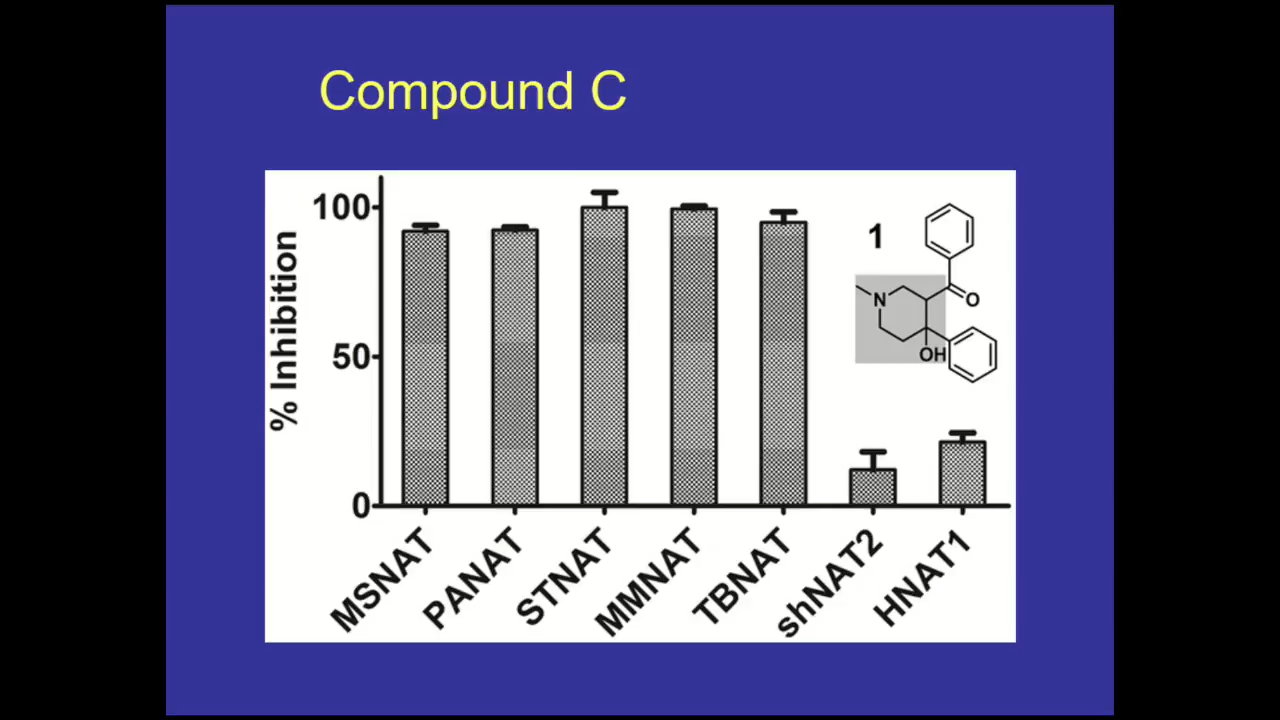 Compound C
% Inhibition
100
50
0
1
N
O
OH
MSNAT
PANAT
STNAT
MMNAT
TBNAT
shNAT2
HNAT1